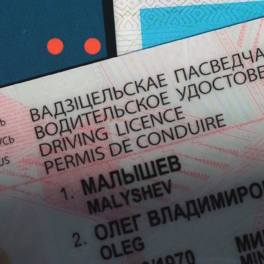 ВАДЗІЦЕЛЬСКАЕ ПАСВЕДЧА
ВОДИТЕЛЬСКОЕ УДОСТОВЕ
DRIVING LICENCE
PERMIS DE CONDUIRE
1. МАЛЫШЕВ
MALYSHEV
2. ОЛЕГ ВЛАДИМИРО
OLEG